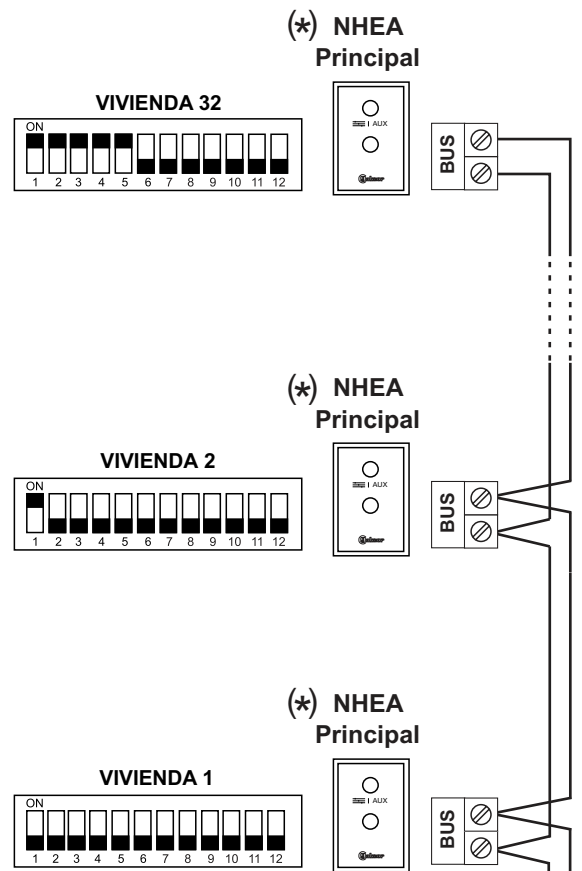 (*) NHEA
Principal
VIVIENDA 32
ON
1 2 3 4 5 6 7 8 9 10 11 12
AUX
Golmar
BUS
(*) NHEA
Principal
VIVIENDA 2
ON
1 2 3 4 5 6 7 8 9 10 11 12
AUX
Golmar
BUS
(*) NHEA
Principal
VIVIENDA 1
ON
1 2 3 4 5 6 7 8 9 10 11 12
AUX
Golmar
BUS